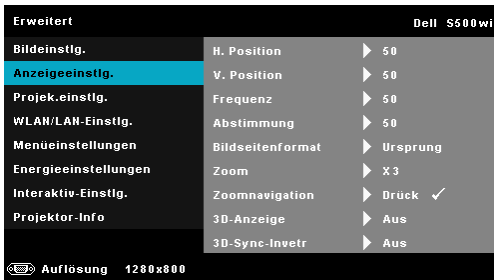 Erweitert Dell S500wi
Bildeinstlg. H. Position 50
Anzeigeeinstlg. V. Position 50
Projek.einstlg. Frequenz 50
WLAN/LAN-Einstlg. Abstimmung 50
Menüeinstellungen Bildseitenformat Ursprung
Energieeinstellungen Zoom X3
Interaktiv-Einstlg. Zoomnavigation Drück ✓
Projektor-Info 3D-Anzeige Aus
3D-Sync-Invetr Aus
Auflösung 1280x800